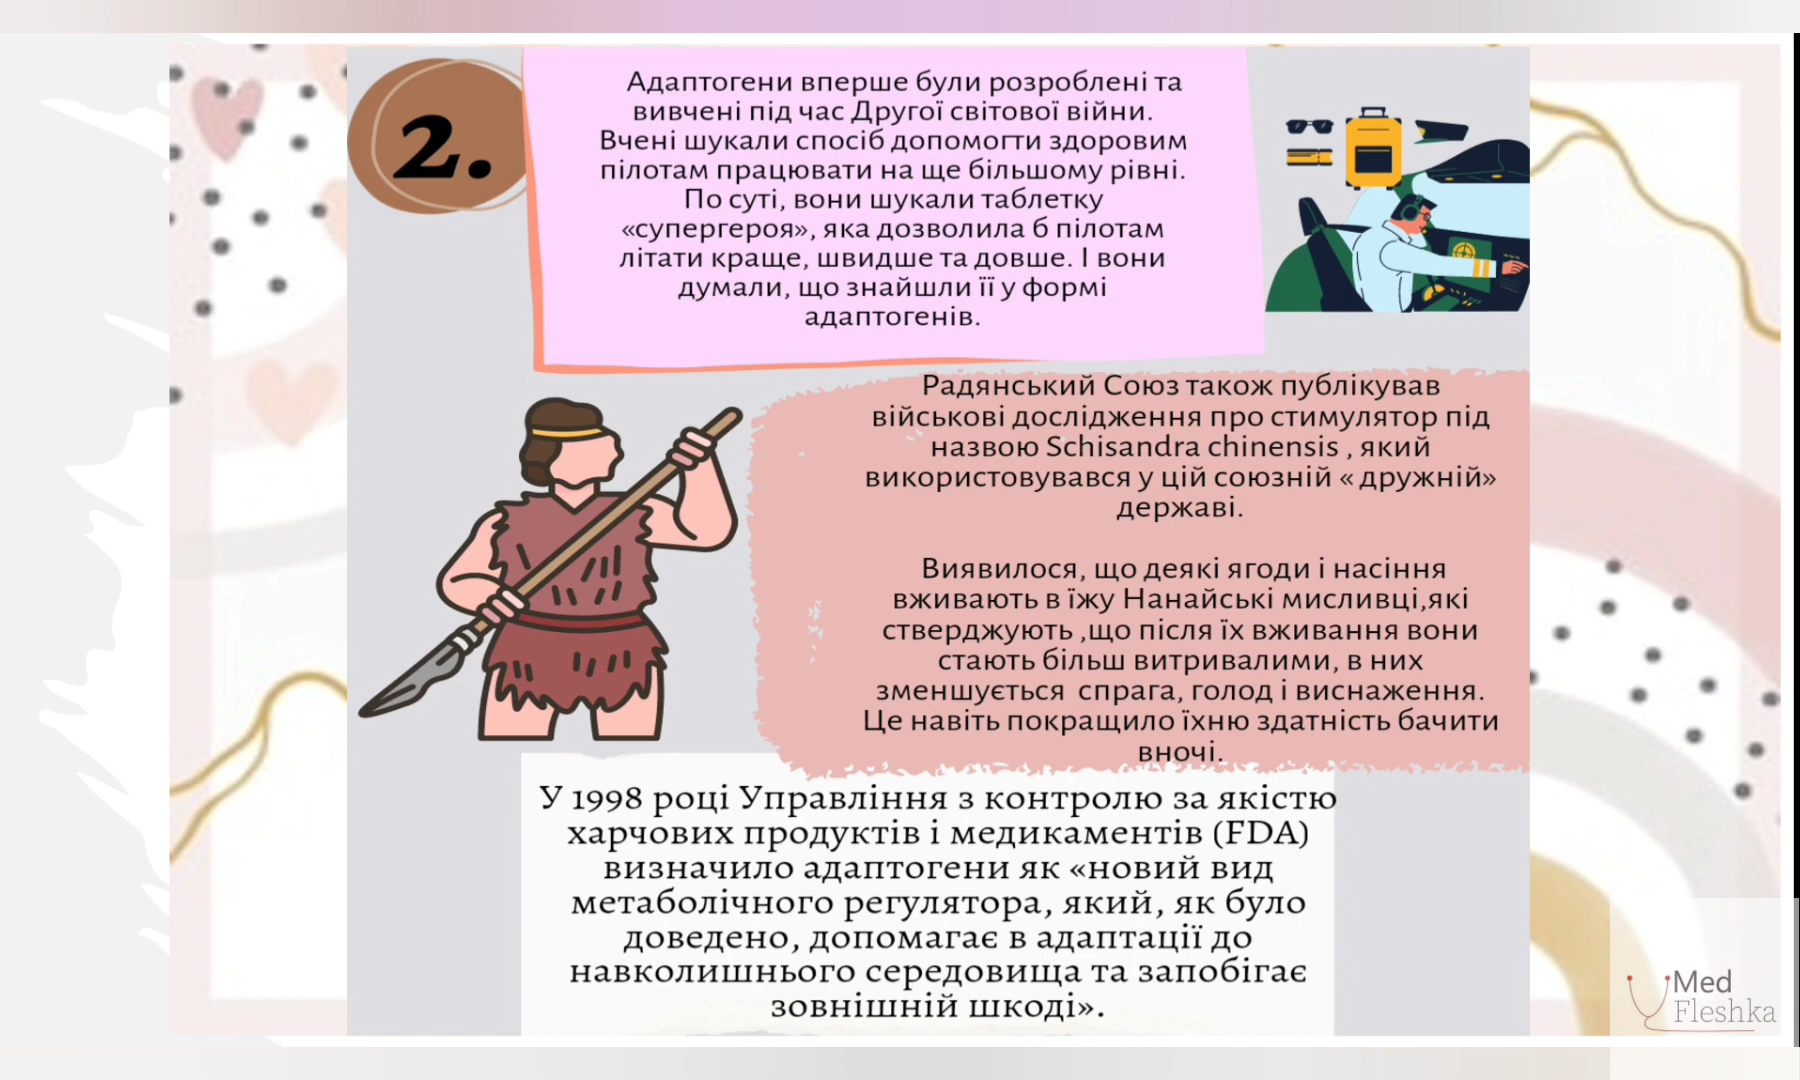 2.
Адаптогени вперше були розроблені та
вивчені під час Другої світової війни.
Вчені шукали спосіб допомогти здоровим
пілотам працювати на ще більшому рівні.
По суті, вони шукали таблетку
«супергероя», яка дозволила б пілотам
літати краще, швидше та довше. І вони
думали, що знайшли її у формі
адаптогенів.
Радянський Союз також публікував
військові дослідження про стимулятор під
назвою Schisandra chinensis , який
використовувався у цій союзній « дружній»
державі.
Виявилося, що деякі ягоди і насіння
вживають в їжу Нанайські мисливці,які
стверджують ,що після їх вживання вони
стають більш витривалими, в них
зменшується  спрага, голод і виснаження.
Це навіть покращило їхню здатність бачити
вночі.
У 1998 році Управління з контролю за якістю
харчових продуктів і медикаментів (FDA)
визначило адаптогени як «новий вид
метаболічного регулятора, який, як було
доведено, допомагає в адаптації до
навколишнього середовища та запобігає
зовнішній шкоді».
Med
Fleshka